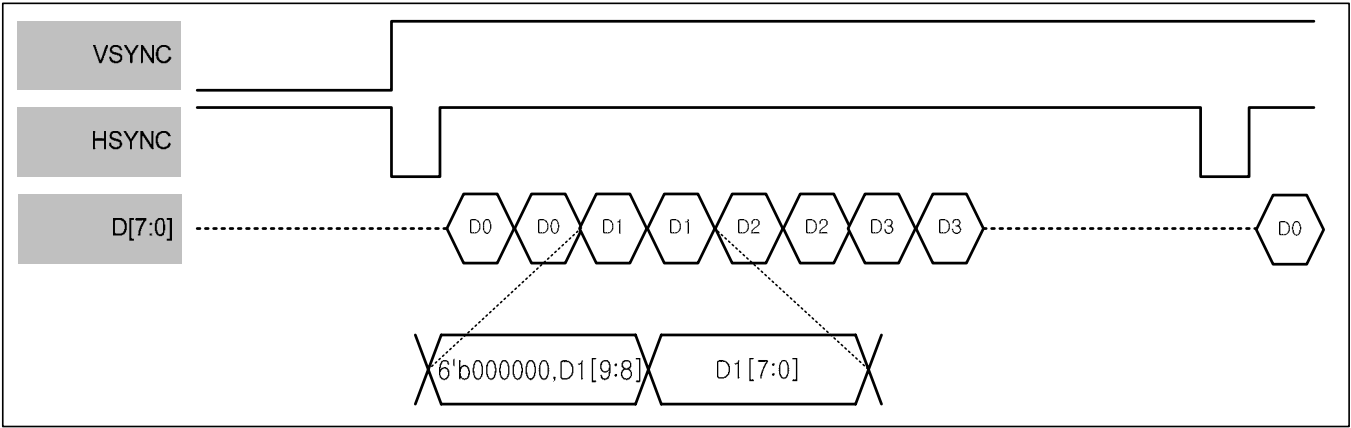 VSYNC
HSYNC
D[7:0]
D0 D0 D1 D1 D2 D2 D3 D3 D0
6'b000000,D1[9:8] D1[7:0]